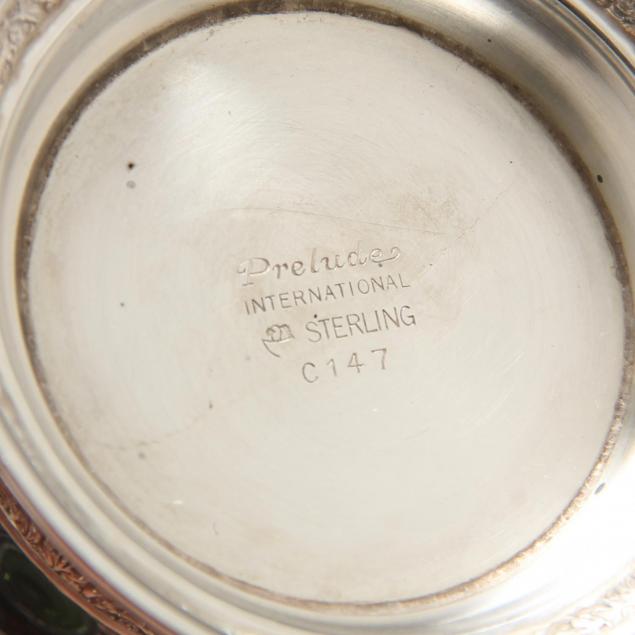 Prelude
INTERNATIONAL
STERLING
C147